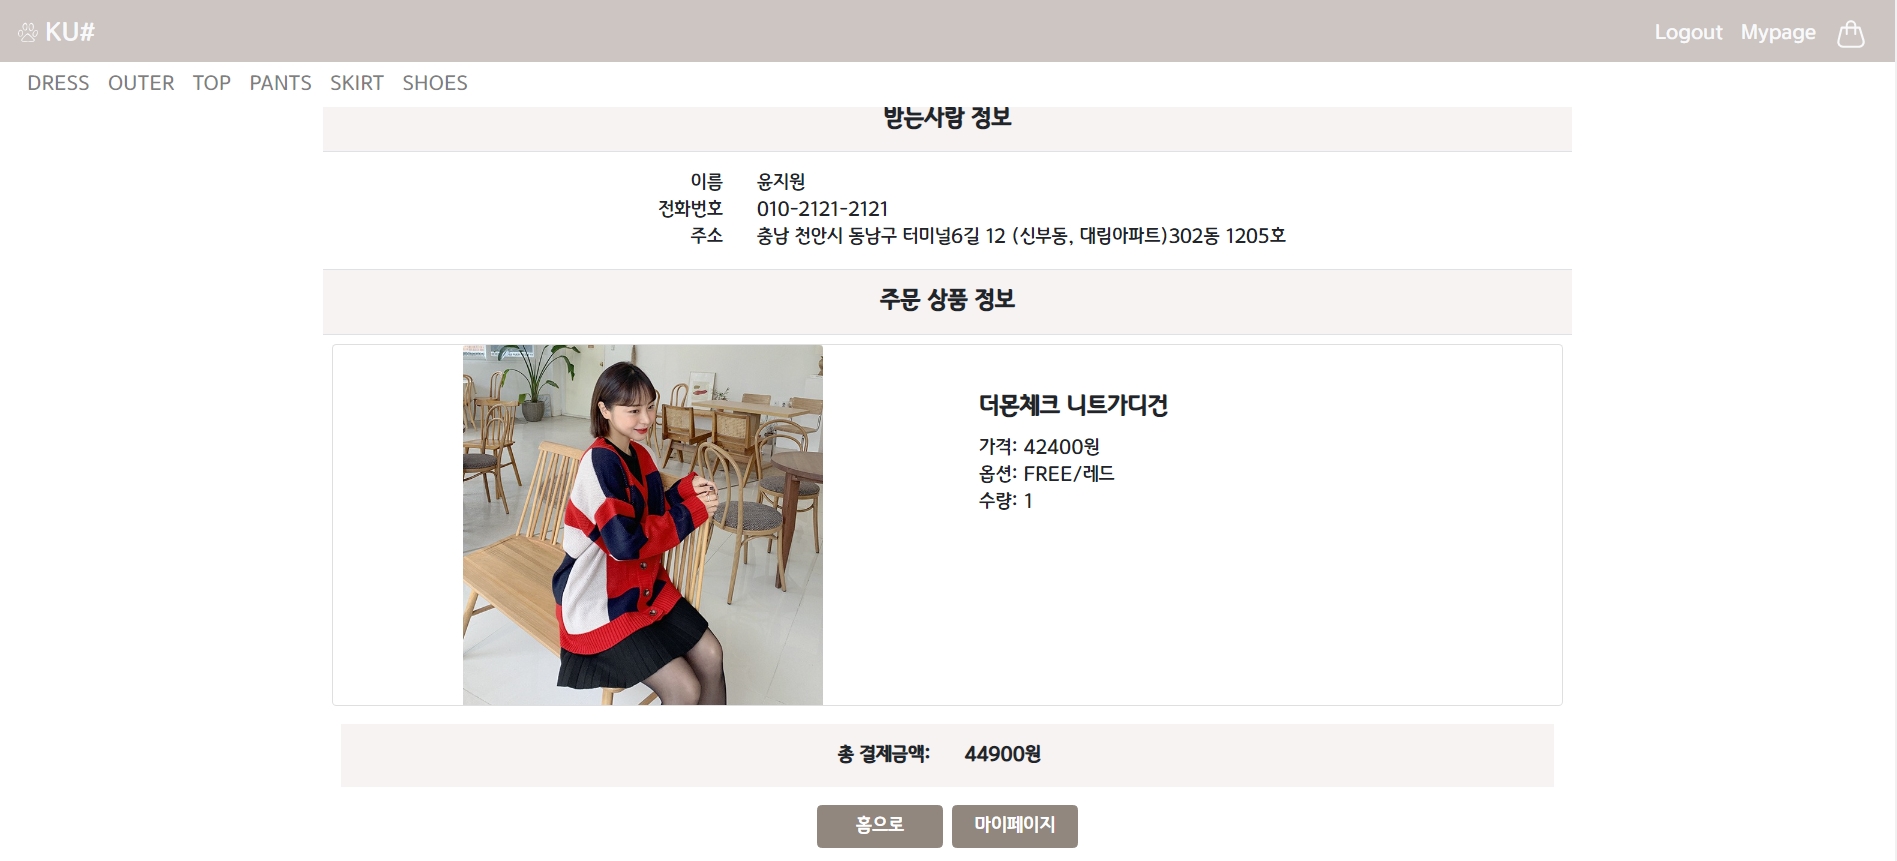 KU#
Logout Mypage
DRESS OUTER TOP PANTS SKIRT SHOES
받는사람 정보
이름 윤지원
전화번호 010-2121-2121
주소 충남 천안시 동남구 터미널6길 12 (신부동, 대림아파트)302동 1205호
주문 상품 정보
더몬체크 니트가디건
가격: 42400원
옵션: FREE/레드
수량: 1
총 결제금액: 44900원
홈으로 마이페이지